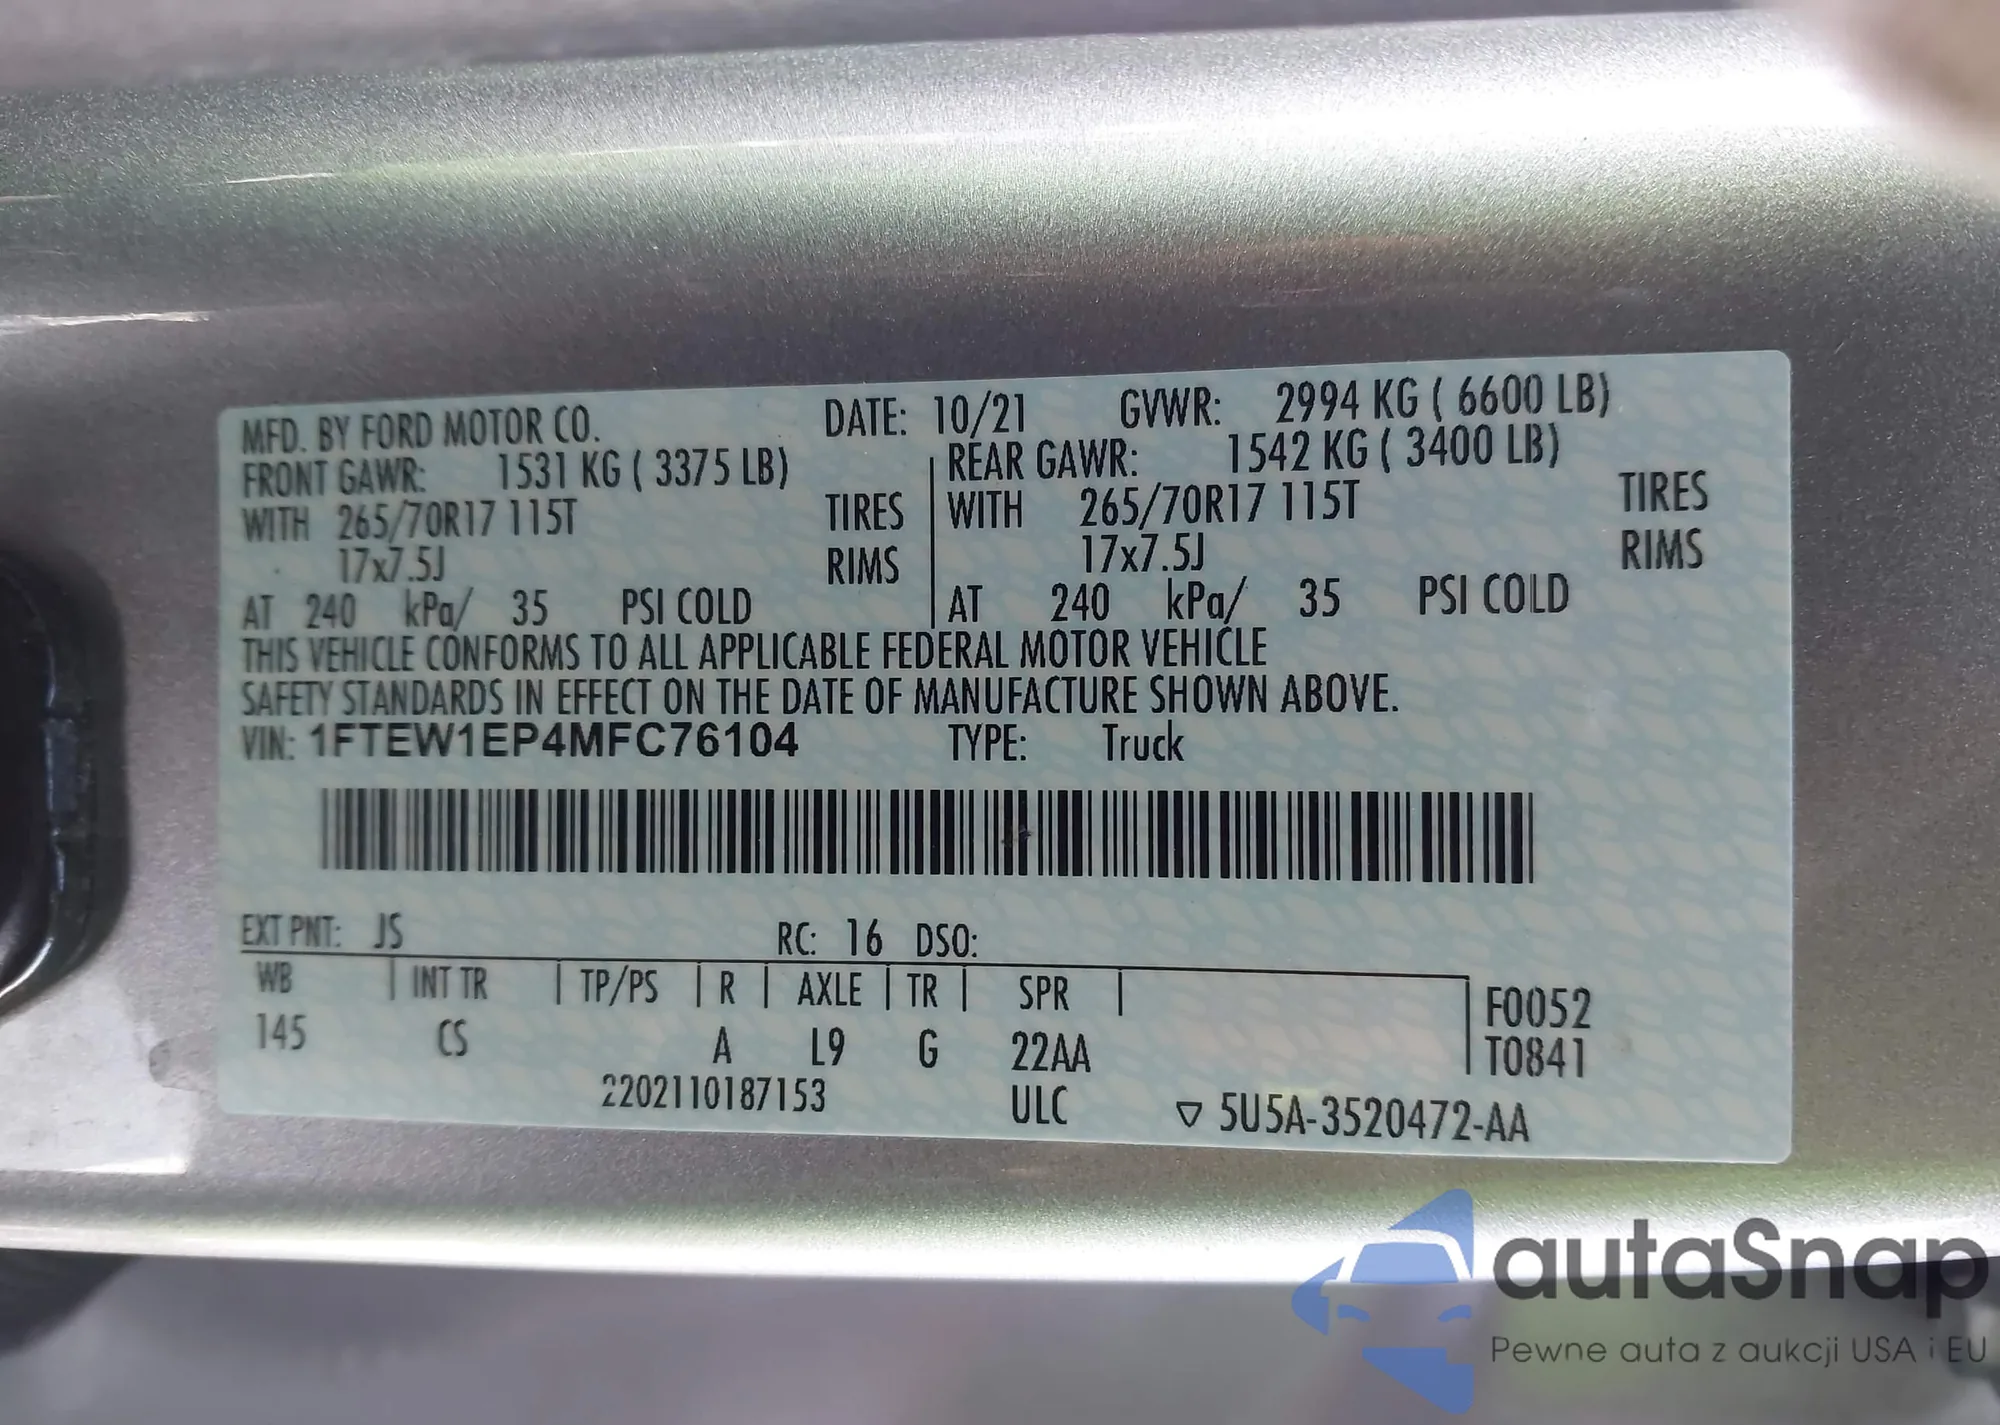 MFD. BY FORD MOTOR CO. DATE: 10/21 GVWR: 2994 KG ( 6600 LB)
FRONT GAWR: 1531 KG ( 3375 LB) REAR GAWR: 1542 KG ( 3400 LB)
WITH 265/70R17 115T TIRES WITH 265/70R17 115T TIRES
17x7.5J RIMS 17x7.5J RIMS
AT 240 kPa/ 35 PSI COLD AT 240 kPa/ 35 PSI COLD
THIS VEHICLE CONFORMS TO ALL APPLICABLE FEDERAL MOTOR VEHICLE
SAFETY STANDARDS IN EFFECT ON THE DATE OF MANUFACTURE SHOWN ABOVE.
VIN: 1FTEW1EP4MFC76104 TYPE: Truck
EXT PNT: JS RC: 16 DSO:
WB INT TR TP/PS R AXLE TR SPR F0052
145 CS A L9 G 22AA T0841
2202110187153 ULC ▽ 5U5A-3520472-AA
autaSnap
Pewne auta z aukcji USA i EU